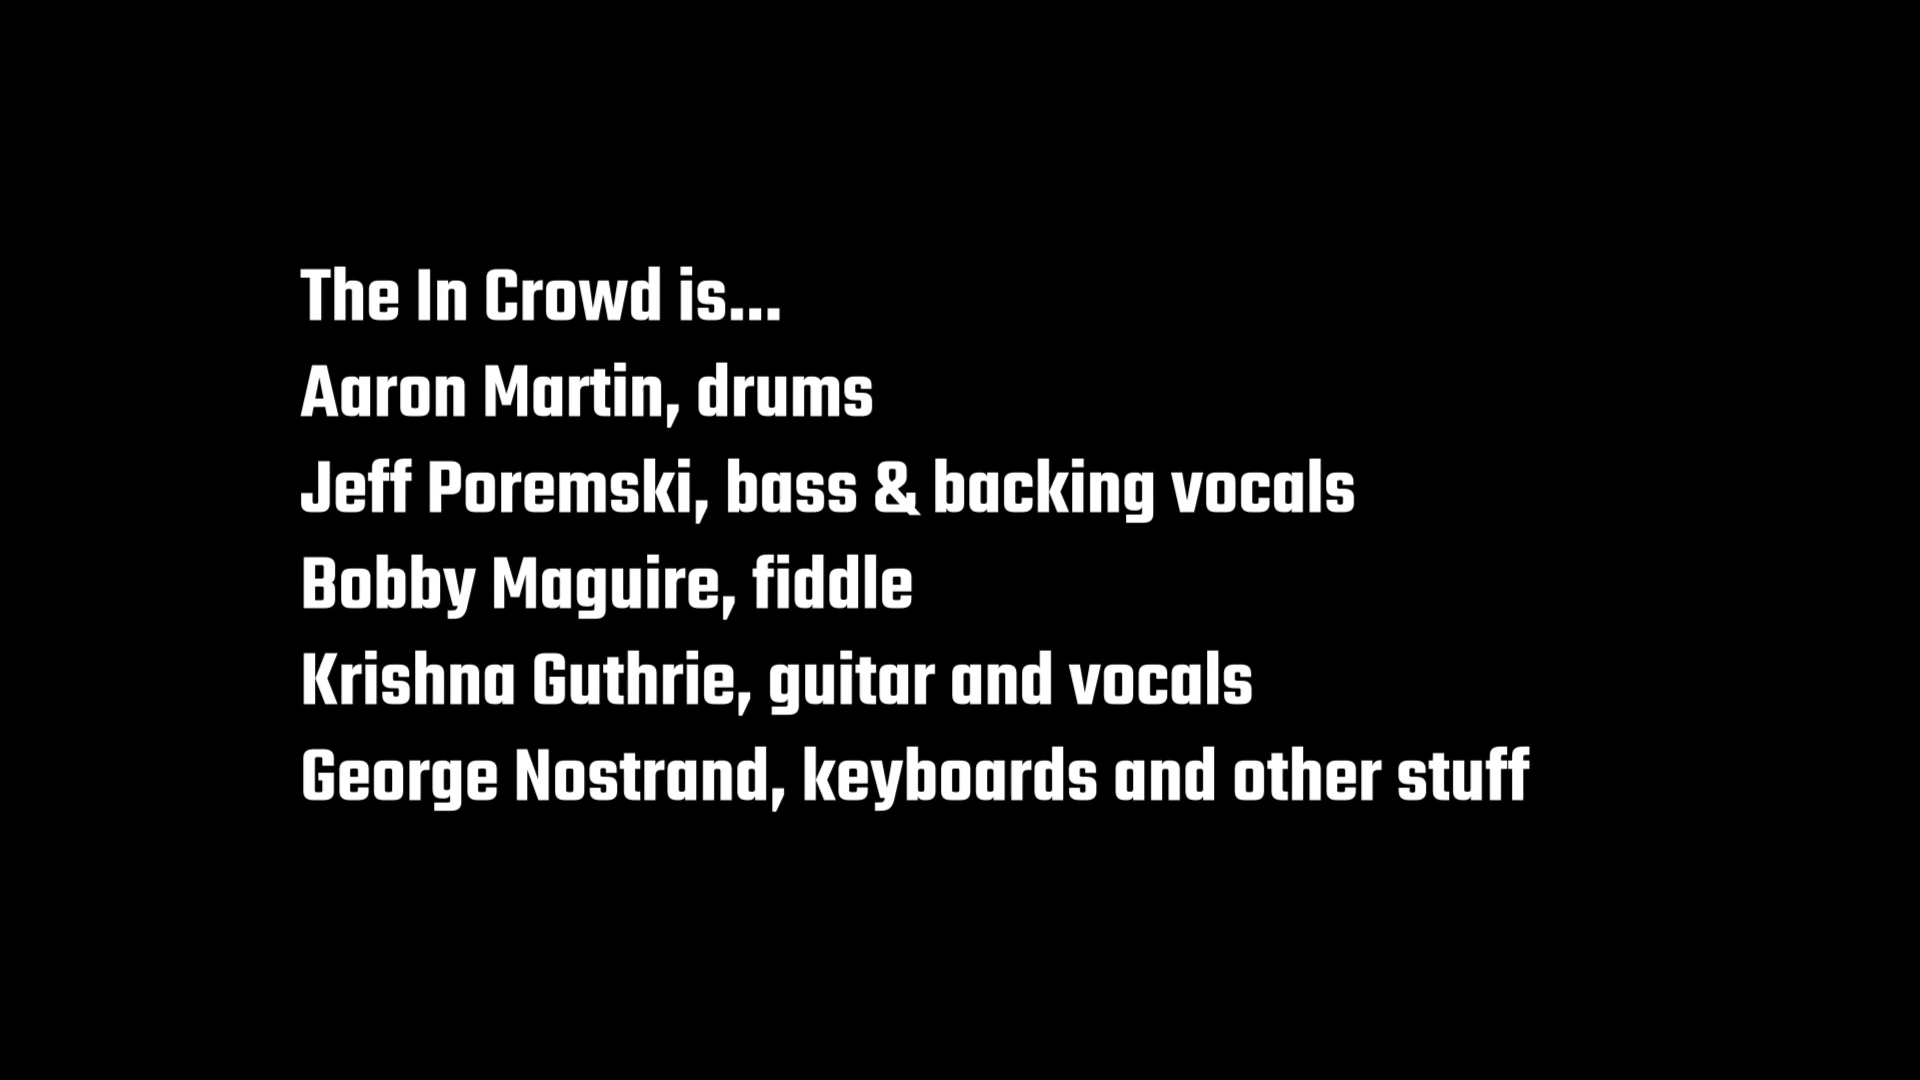 The In Crowd is...
Aaron Martin, drums
Jeff Poremski, bass & backing vocals
Bobby Maguire, fiddle
Krishna Guthrie, guitar and vocals
George Nostrand, keyboards and other stuff